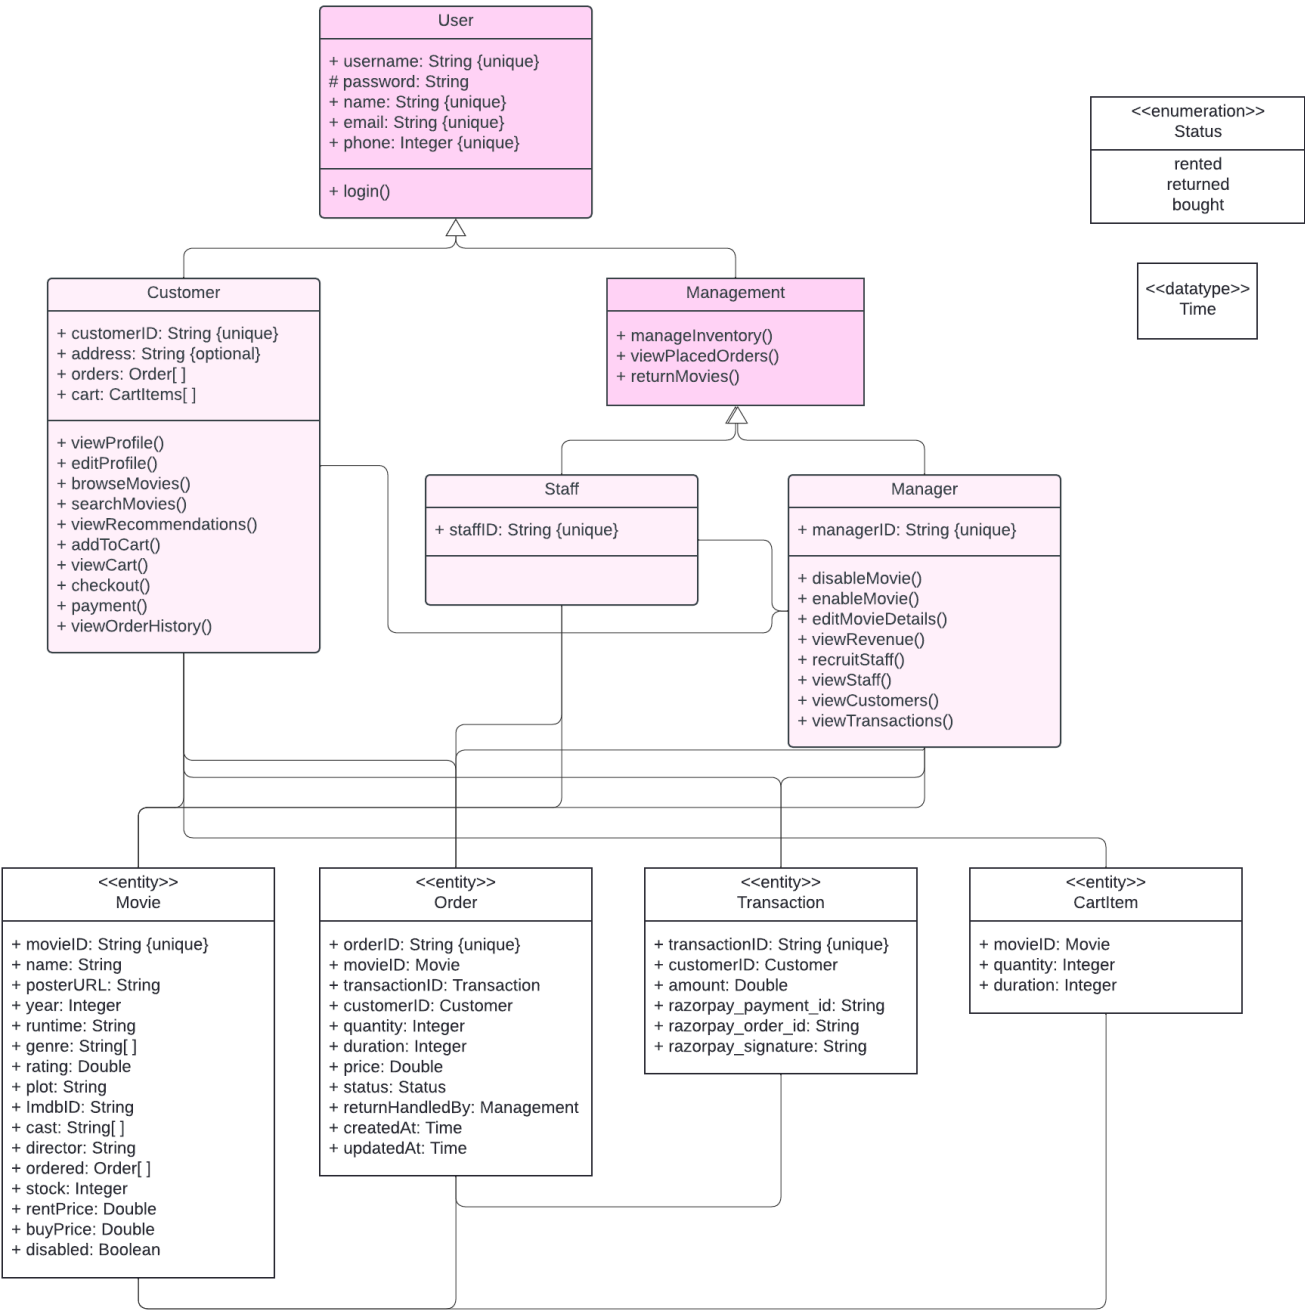 User
+ username: String {unique}
# password: String
+ name: String {unique}
+ email: String {unique}
+ phone: Integer {unique}
+ login()
<<enumeration>>
Status
rented
returned
bought
<<datatype>>
Time
Customer
+ customerID: String {unique}
+ address: String {optional}
+ orders: Order[ ]
+ cart: CartItems[ ]
+ viewProfile()
+ editProfile()
+ browseMovies()
+ searchMovies()
+ viewRecommendations()
+ addToCart()
+ viewCart()
+ checkout()
+ payment()
+ viewOrderHistory()
Management
+ manageInventory()
+ viewPlacedOrders()
+ returnMovies()
Staff
+ staffID: String {unique}
Manager
+ managerID: String {unique}
+ disableMovie()
+ enableMovie()
+ editMovieDetails()
+ viewRevenue()
+ recruitStaff()
+ viewStaff()
+ viewCustomers()
+ viewTransactions()
<<entity>>
Movie
+ movieID: String {unique}
+ name: String
+ posterURL: String
+ year: Integer
+ runtime: String
+ genre: String[ ]
+ rating: Double
+ plot: String
+ ImdbID: String
+ cast: String[ ]
+ director: String
+ ordered: Order[ ]
+ stock: Integer
+ rentPrice: Double
+ buyPrice: Double
+ disabled: Boolean
<<entity>>
Order
+ orderID: String {unique}
+ movieID: Movie
+ transactionID: Transaction
+ customerID: Customer
+ quantity: Integer
+ duration: Integer
+ price: Double
+ status: Status
+ returnHandledBy: Management
+ createdAt: Time
+ updatedAt: Time
<<entity>>
Transaction
+ transactionID: String {unique}
+ customerID: Customer
+ amount: Double
+ razorpay_payment_id: String
+ razorpay_order_id: String
+ razorpay_signature: String
<<entity>>
CartItem
+ movieID: Movie
+ quantity: Integer
+ duration: Integer